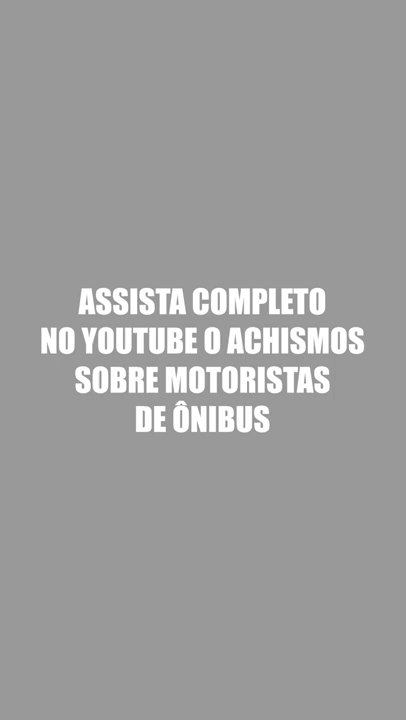 ASSISTA COMPLETO
NO YOUTUBE O ACHISMOS
SOBRE MOTORISTAS
DE ÔNIBUS